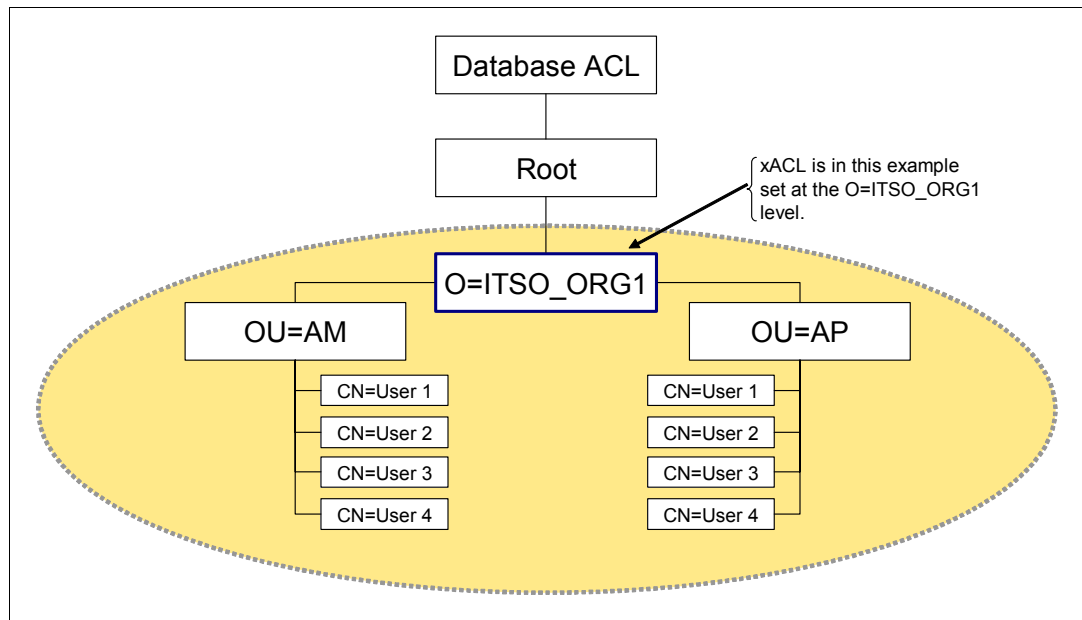 Database ACL
Root
xACL is in this example
set at the O=ITSO_ORG1
level.
O=ITSO_ORG1
OU=AM
OU=AP
CN=User 1
CN=User 2
CN=User 3
CN=User 4
CN=User 1
CN=User 2
CN=User 3
CN=User 4